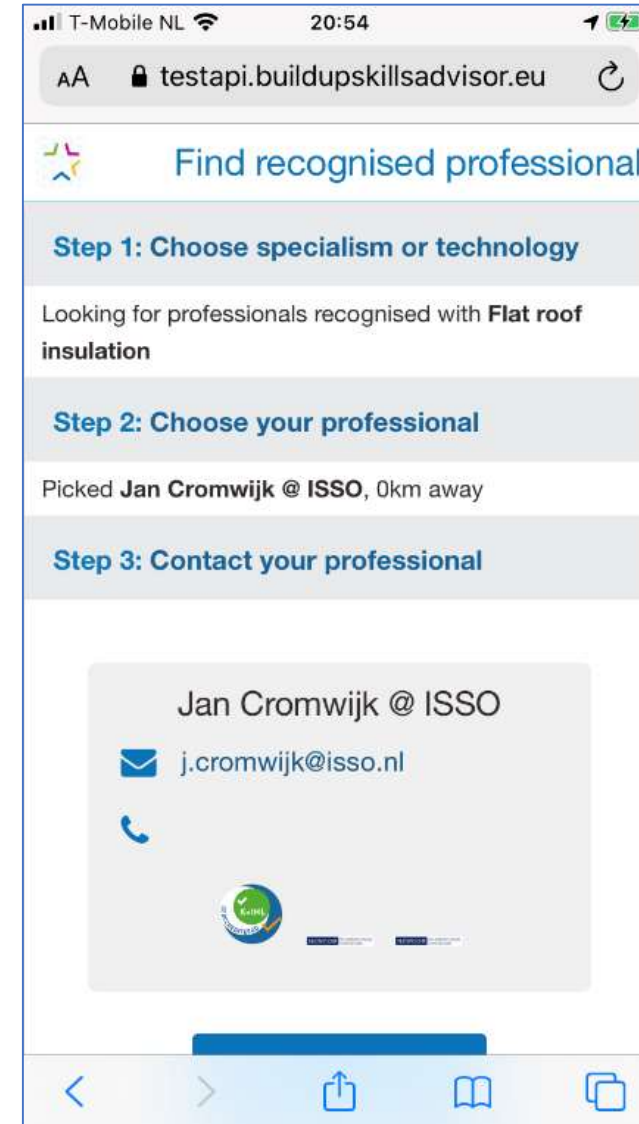 T-Mobile NL 20:54
AA testapi.buildupskillsadvisor.eu
Find recognised professional
Step 1: Choose specialism or technology
Looking for professionals recognised with Flat roof
insulation
Step 2: Choose your professional
Picked Jan Cromwijk @ ISSO, 0km away
Step 3: Contact your professional
Jan Cromwijk @ ISSO
j.cromwijk@isso.nl